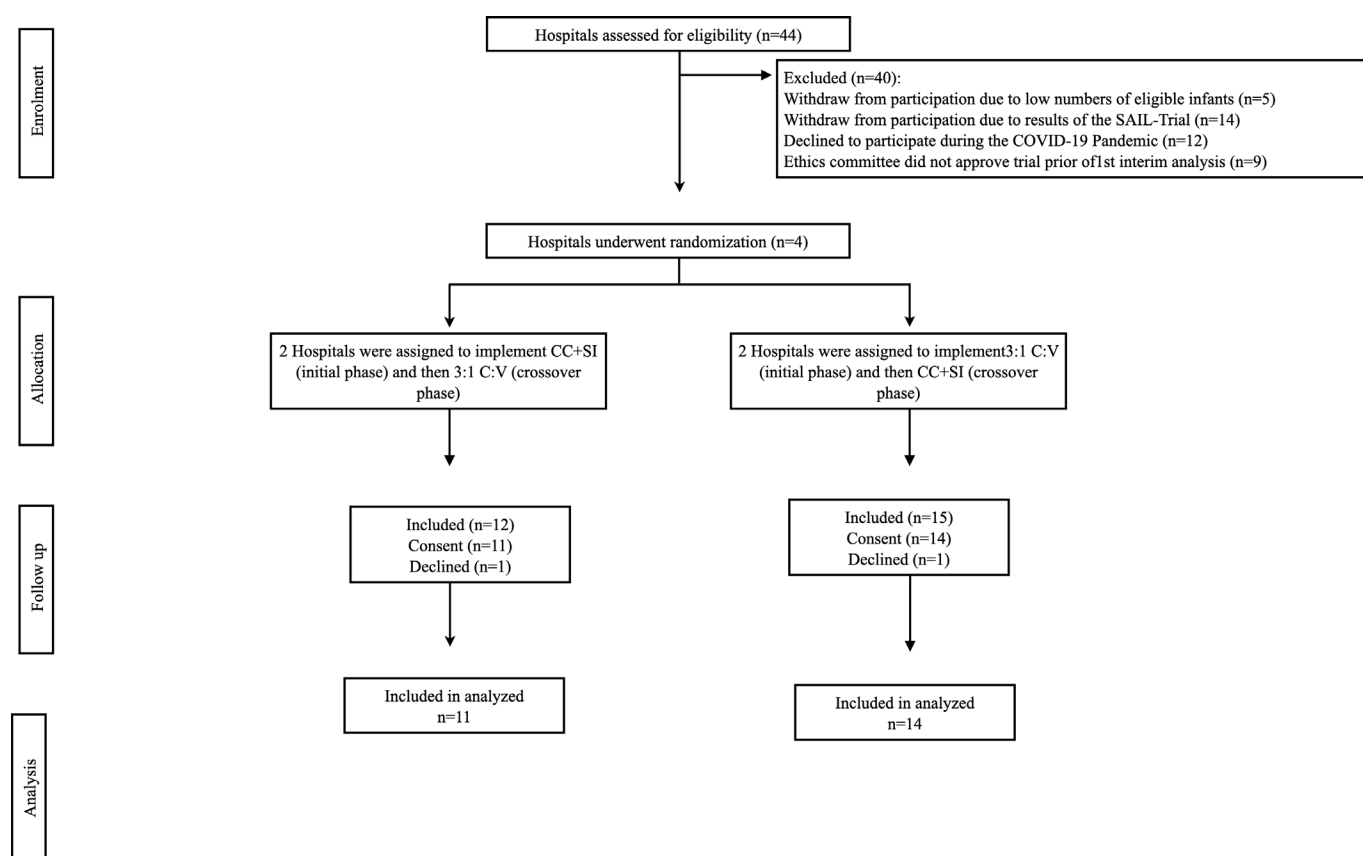 Enrolment
Hospitals assessed for eligibility (n=44)
Excluded (n=40):
Withdraw from participation due to low numbers of eligible infants (n=5)
Withdraw from participation due to results of the SAIL-Trial (n=14)
Declined to participate during the COVID-19 Pandemic (n=12)
Ethics committee did not approve trial prior of1st interim analysis (n=9)
Hospitals underwent randomization (n=4)
Allocation
2 Hospitals were assigned to implement CC+SI
(initial phase) and then 3:1 C:V (crossover
phase)
2 Hospitals were assigned to implement3:1 C:V
(initial phase) and then CC+SI (crossover
phase)
Follow up
Included (n=12)
Consent (n=11)
Declined (n=1)
Included (n=15)
Consent (n=14)
Declined (n=1)
Analysis
Included in analyzed
n=11
Included in analyzed
n=14